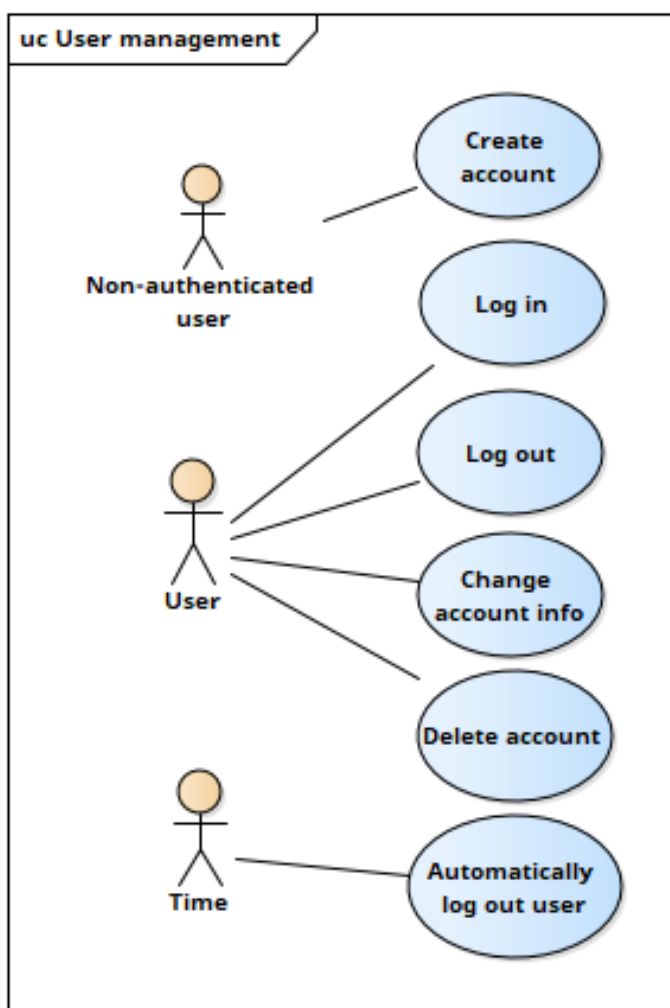 uc User management
Create
account
Non-authenticated
user
Log in
Log out
User
Change
account info
Delete account
Time
Automatically
log out user